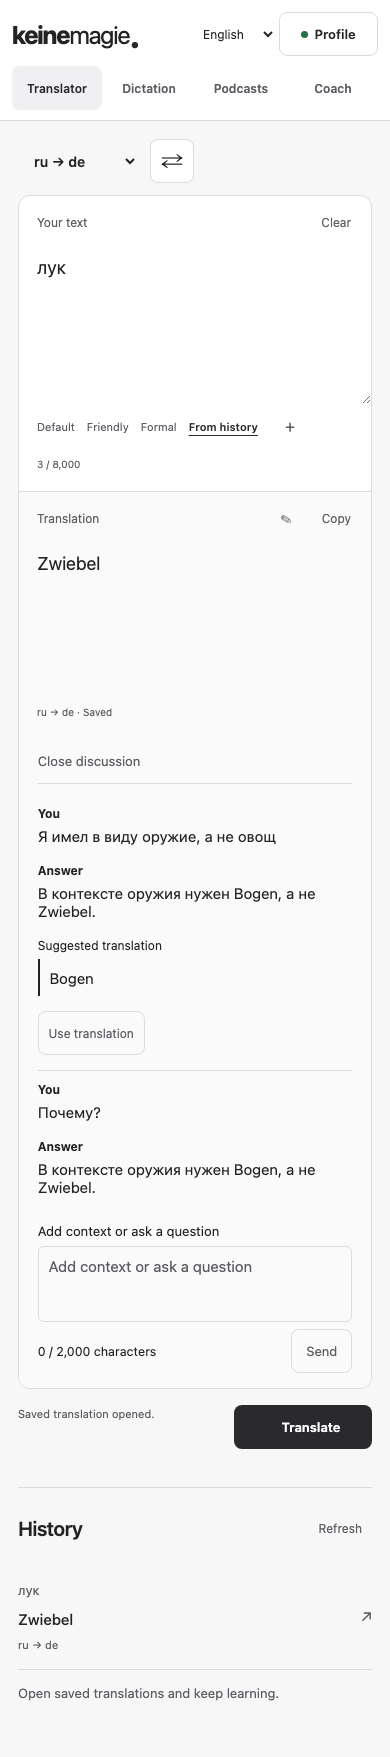 keinemagie.
English
Profile
Translator Dictation Podcasts Coach
ru → de
Your text Clear
лук
Default Friendly Formal From history +
3 / 8,000
Translation Copy
Zwiebel
ru → de · Saved
Close discussion
You
Я имел в виду оружие, а не овощ
Answer
В контексте оружия нужен Bogen, а не
Zwiebel.
Suggested translation
Bogen
Use translation
You
Почему?
Answer
В контексте оружия нужен Bogen, а не
Zwiebel.
Add context or ask a question
Add context or ask a question
0 / 2,000 characters Send
Saved translation opened. Translate
History Refresh
лук
Zwiebel
ru → de
Open saved translations and keep learning.